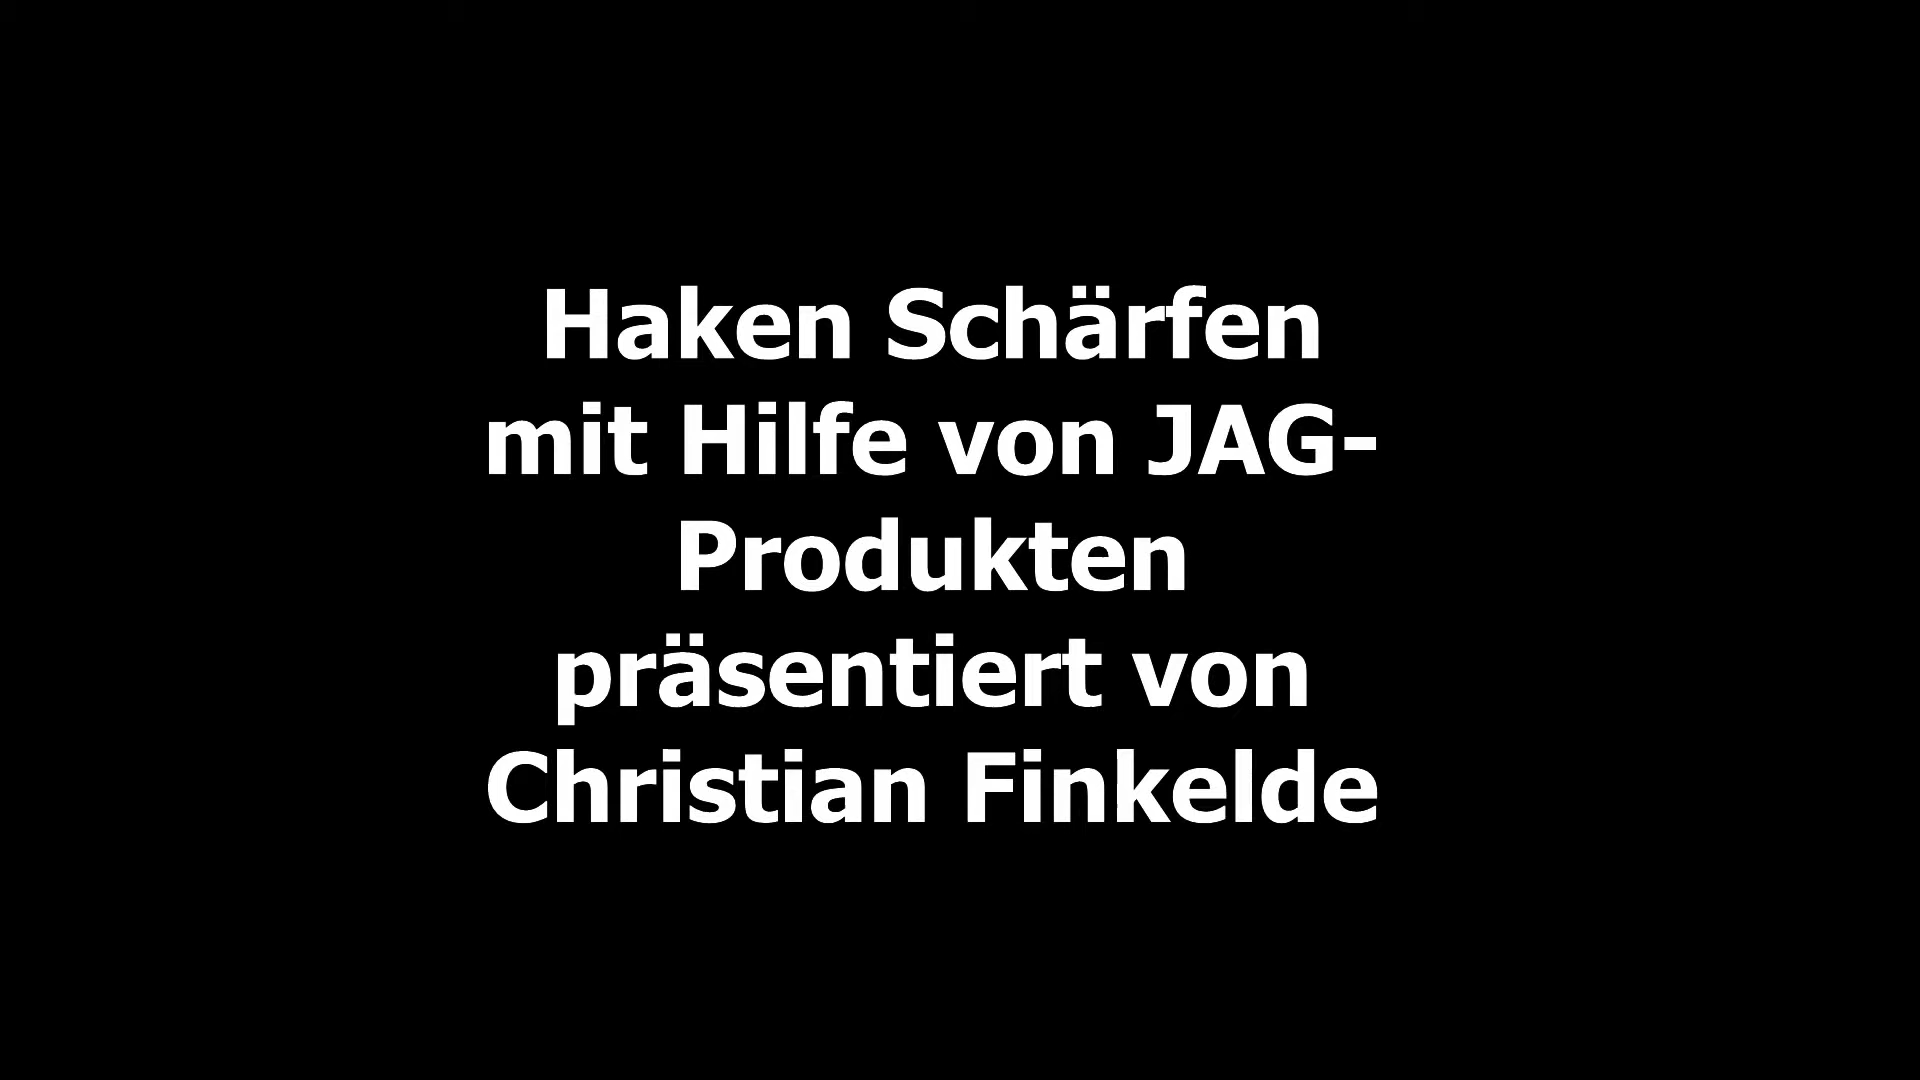 Haken Schärfen
mit Hilfe von JAG-
Produkten
präsentiert von
Christian Finkelde